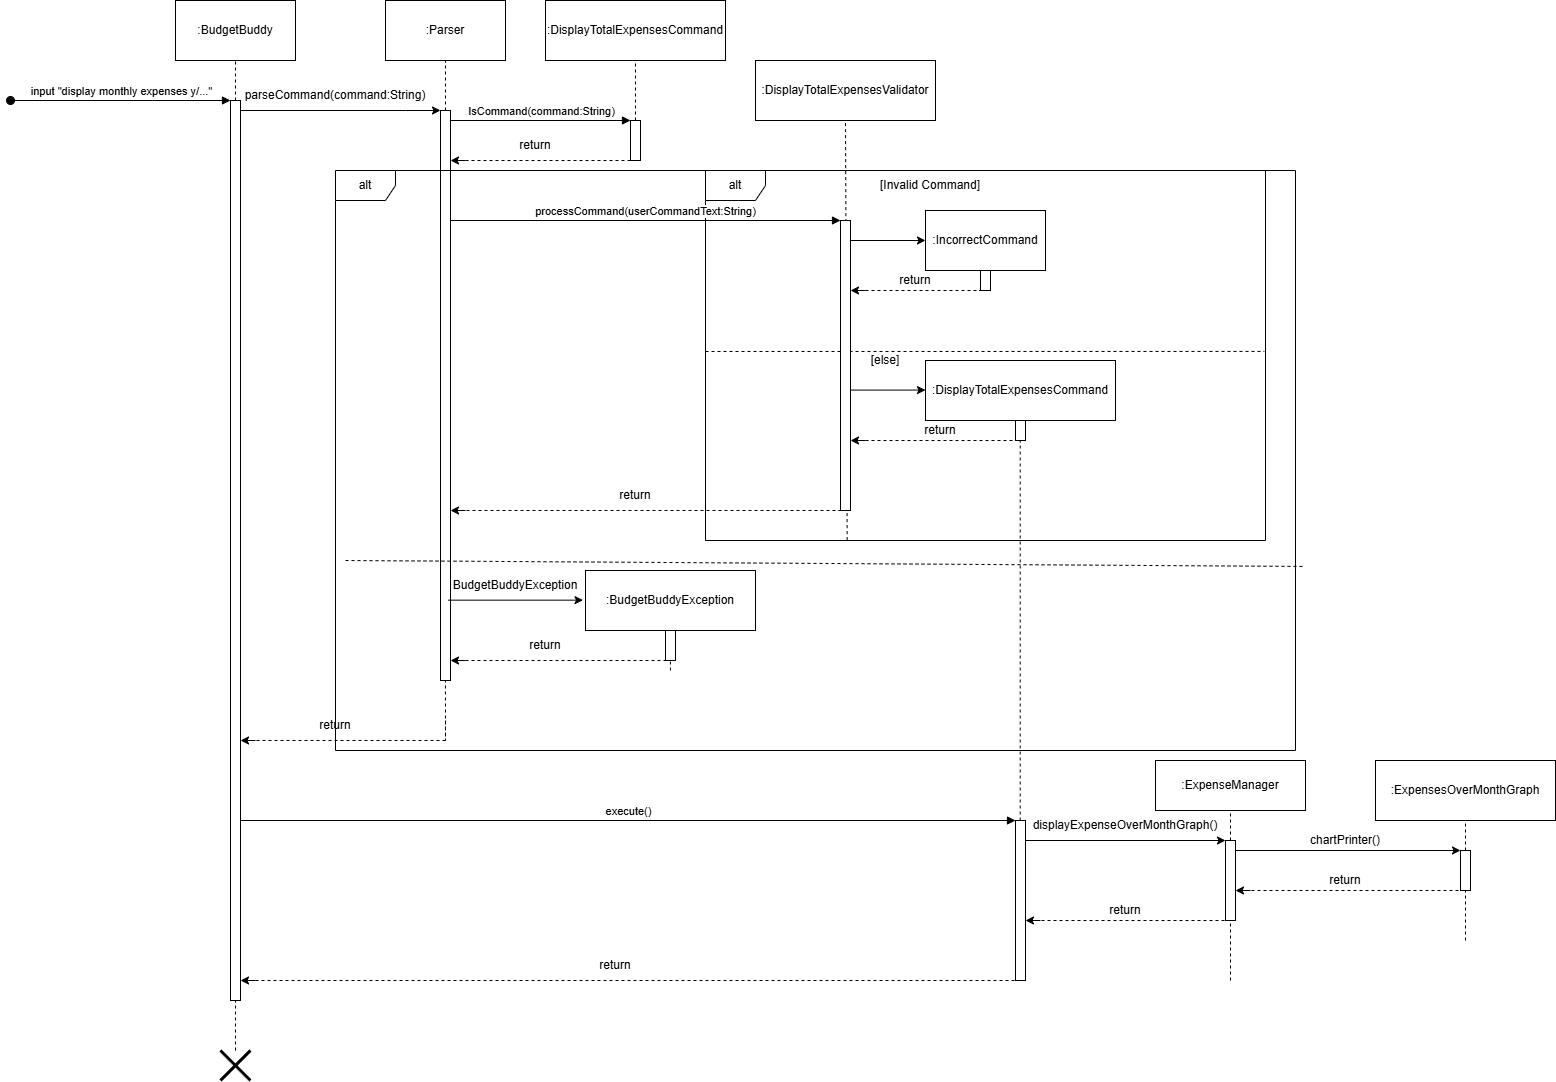 :BudgetBuddy
:Parser
:DisplayTotalExpensesCommand
:DisplayTotalExpensesValidator
input "display monthly expenses y/..."
parseCommand(command:String)
IsCommand(command:String)
return
alt
alt
[Invalid Command]
processCommand(userCommandText:String)
:IncorrectCommand
return
[else]
:DisplayTotalExpensesCommand
return
return
BudgetBuddyException
:BudgetBuddyException
return
return
:ExpenseManager
:ExpensesOverMonthGraph
execute()
displayExpenseOverMonthGraph()
chartPrinter()
return
return
return